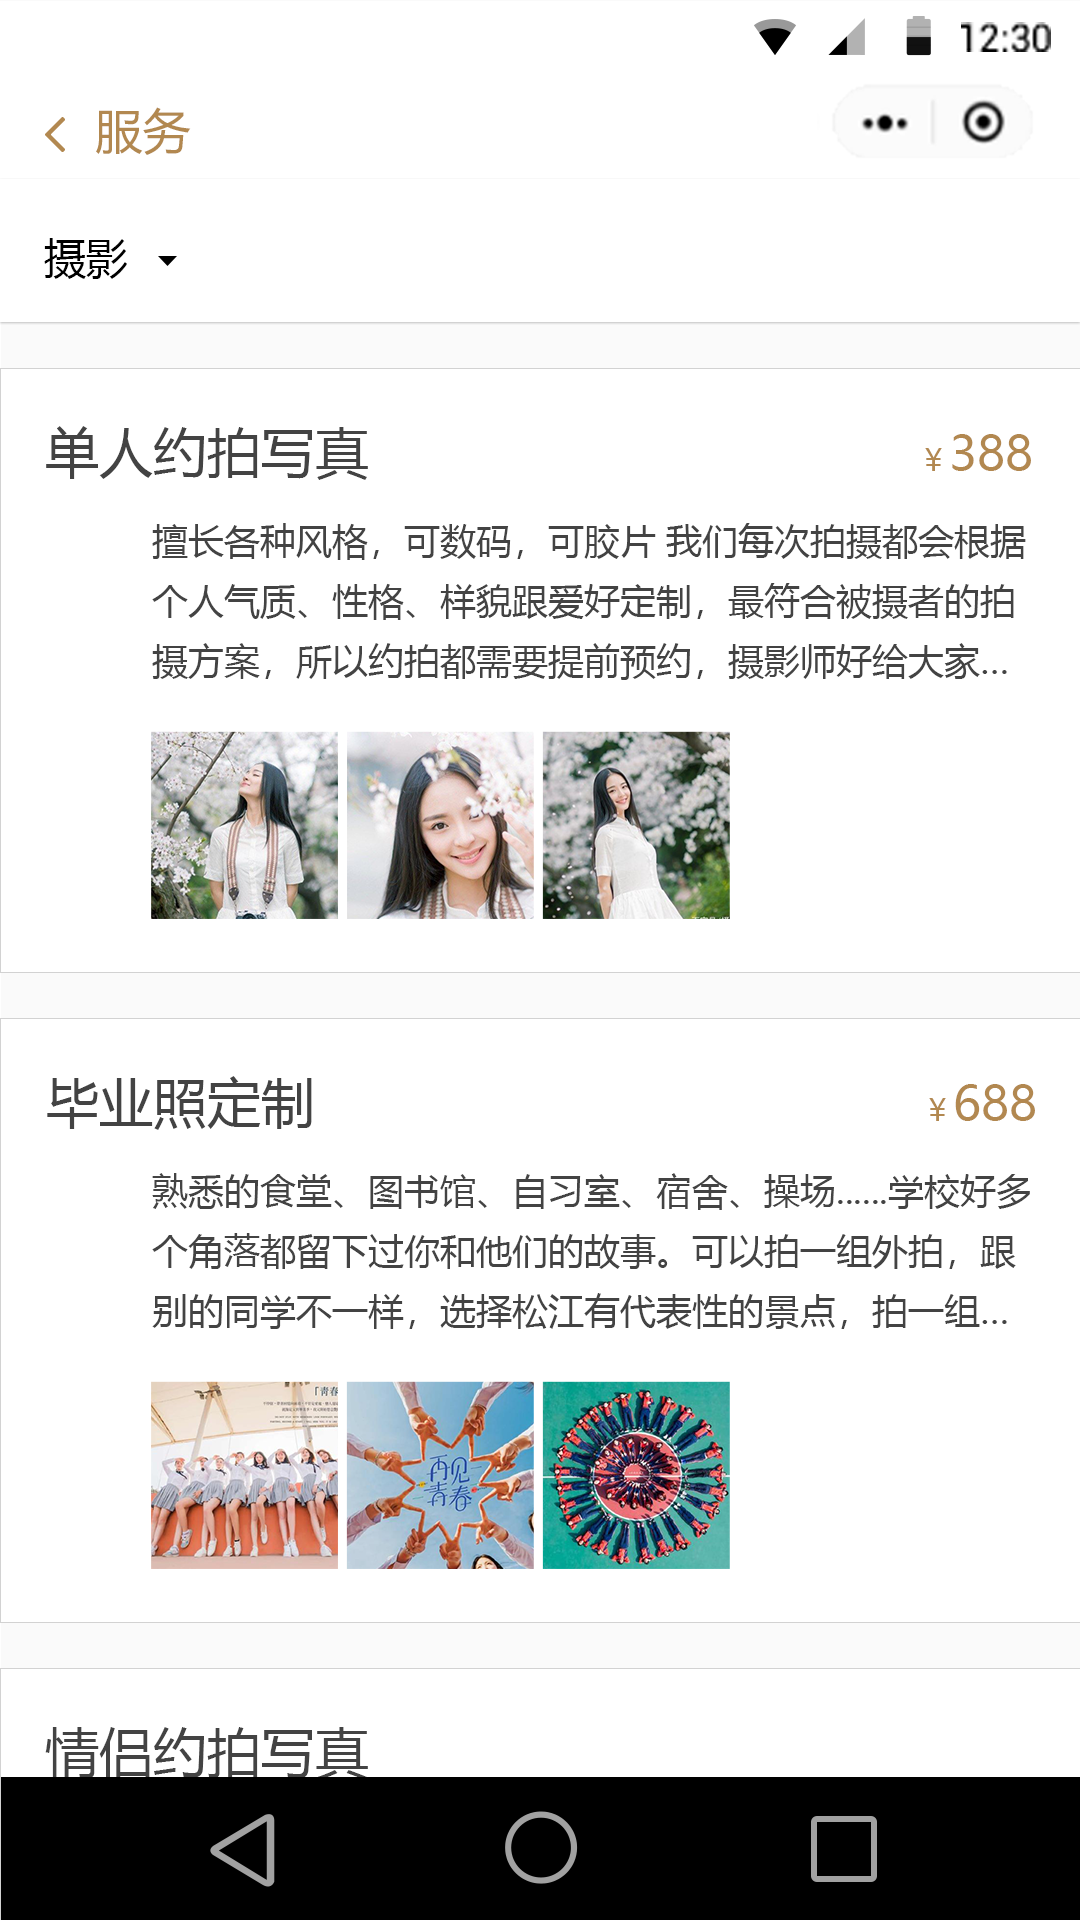 12:30
服务
摄影
单人约拍写真
¥ 388
擅长各种风格，可数码，可胶片 我们每次拍摄都会根据
个人气质、性格、样貌跟爱好定制，最符合被摄者的拍
摄方案，所以约拍都需要提前预约，摄影师好给大家...
毕业照定制
¥ 688
熟悉的食堂、图书馆、自习室、宿舍、操场......学校好多
个角落都留下过你和他们的故事。可以拍一组外拍，跟
别的同学不一样，选择松江有代表性的景点，拍一组...
「青春
再见
青春
情侣约拍写真